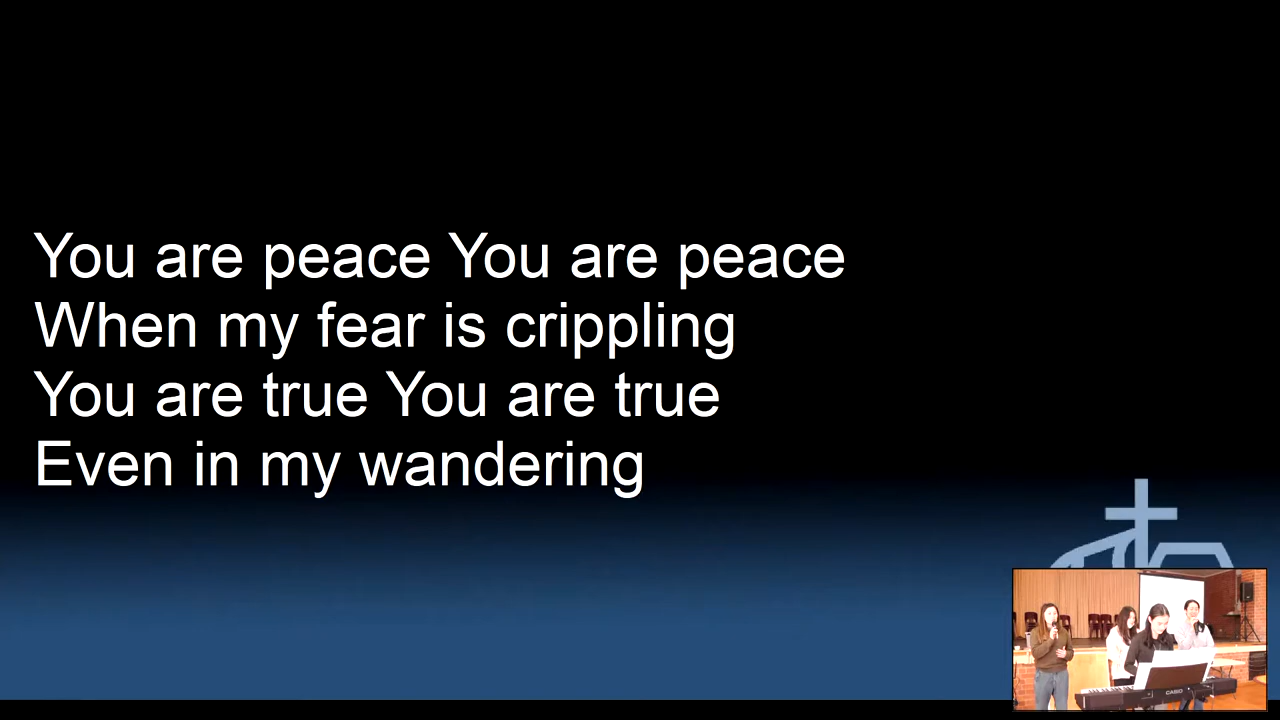 You are peace You are peace
When my fear is crippling
You are true You are true
Even in my wandering
CASIO